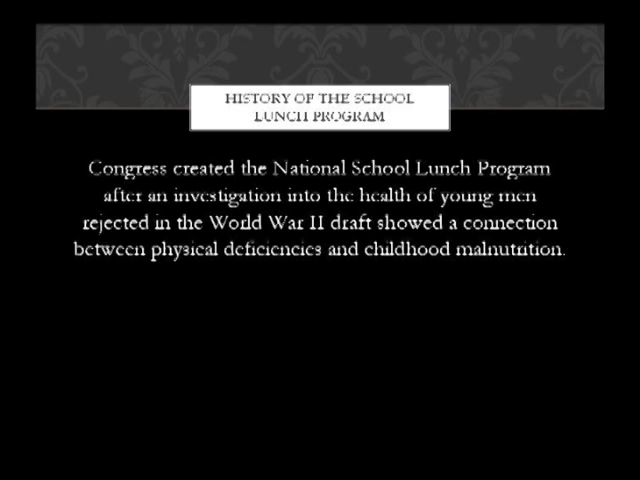 HISTORY OF THE SCHOOL
LUNCH PROGRAM
Congress created the National School Lunch Program
after an investigation into the health of young men
rejected in the World War II draft showed a connection
between physical deficiencies and childhood malnutrition.